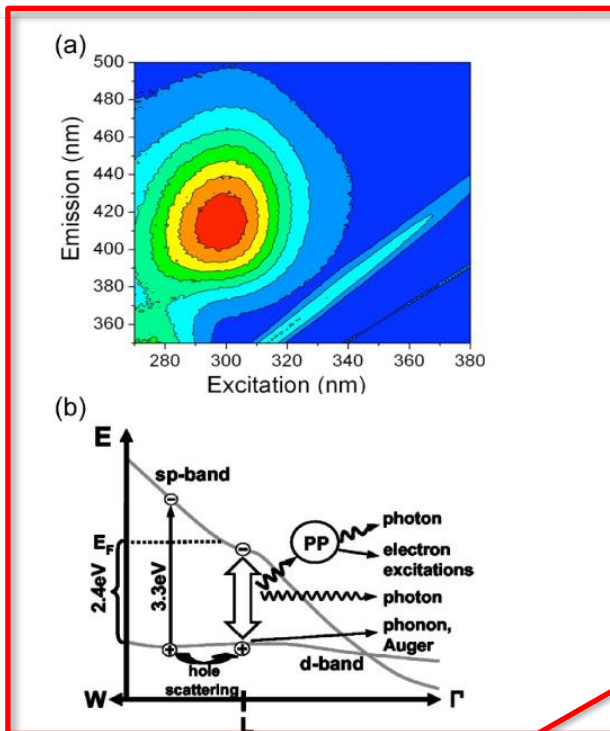 (a)
500
480
460
440
420
400
380
360
Emission (nm)
280 300 320 340 360 380
Excitation (nm)
(b)
E
sp-band
E_F
2.4eV
3.3eV
PP
photon
electron
excitations
photon
phonon,
Auger
hole
scattering
d-band
W
Γ